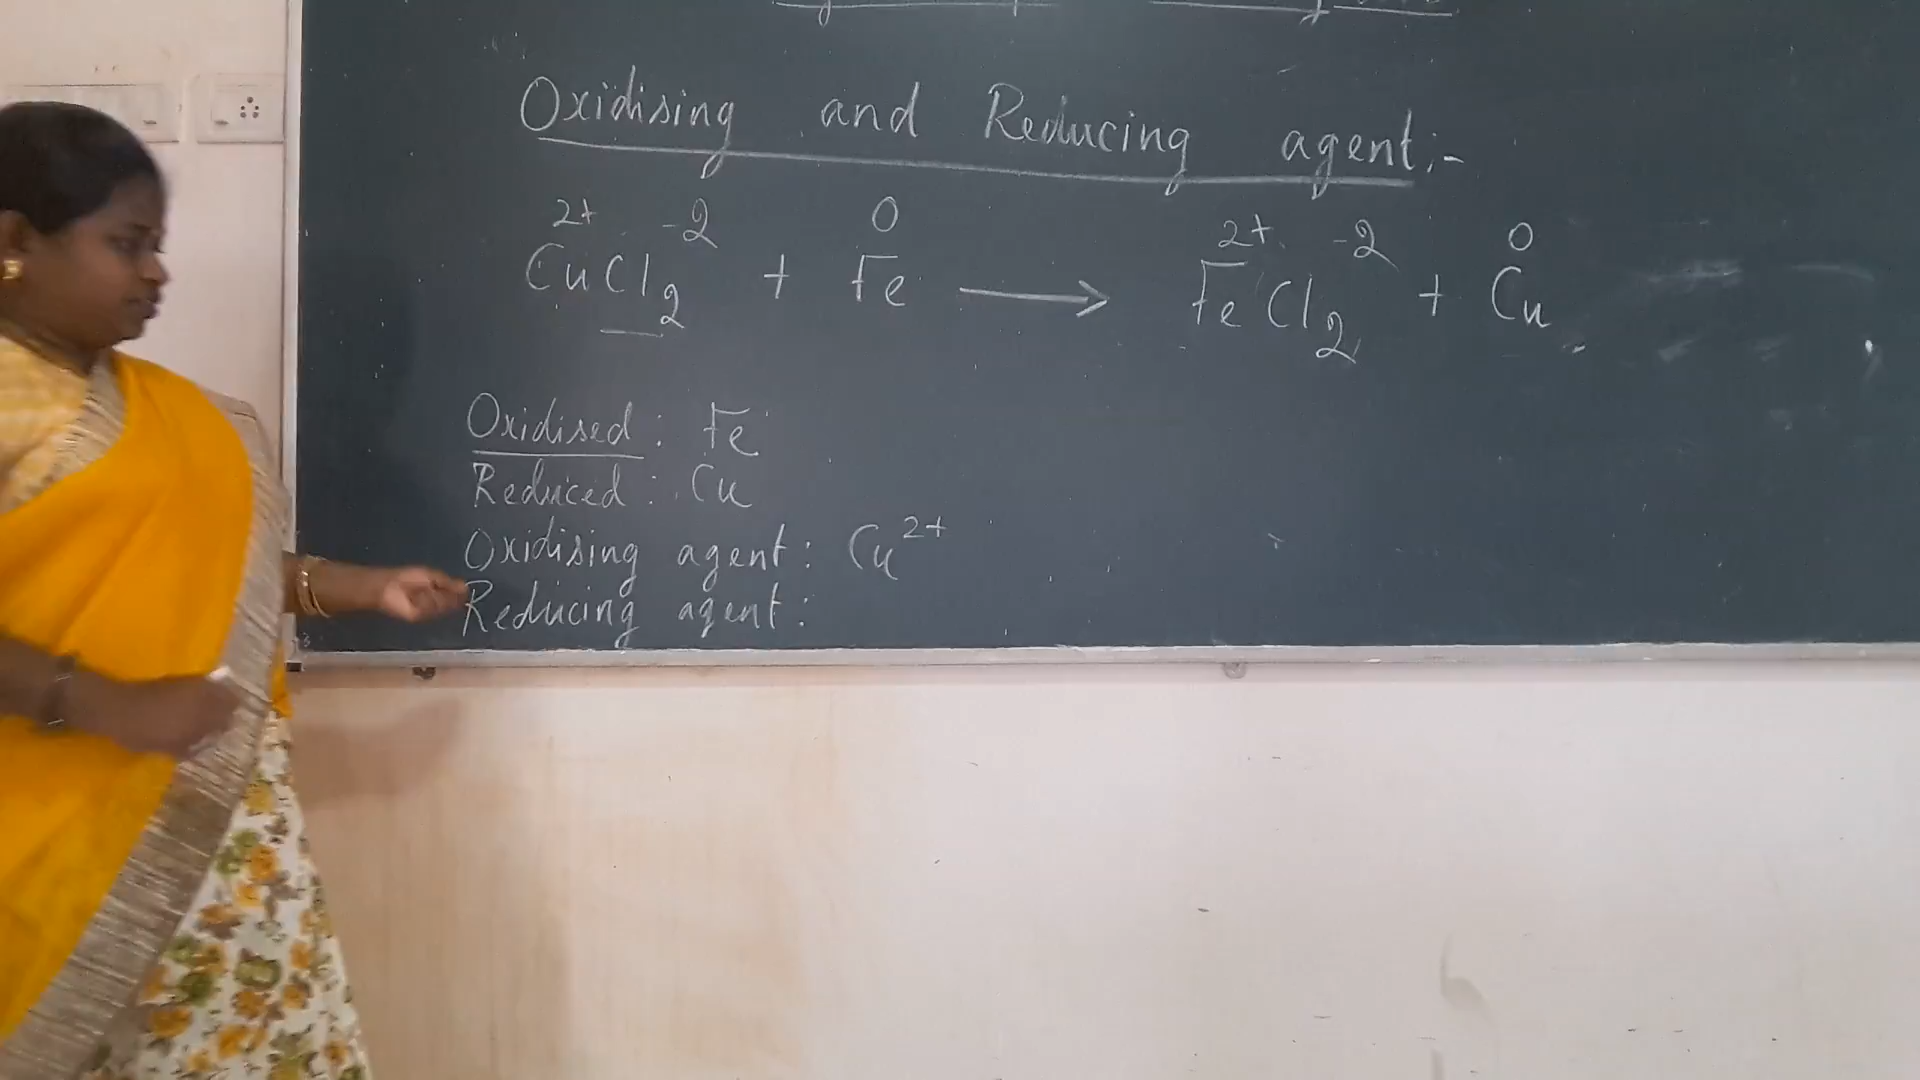 Oxidising and Reducing agent:-
2+ -2 0 2+ -2 0
CuCl2 + Fe → FeCl2 + Cu
Oxidised : Fe
Reduced : Cu
Oxidising agent : Cu2+
Reducing agent :